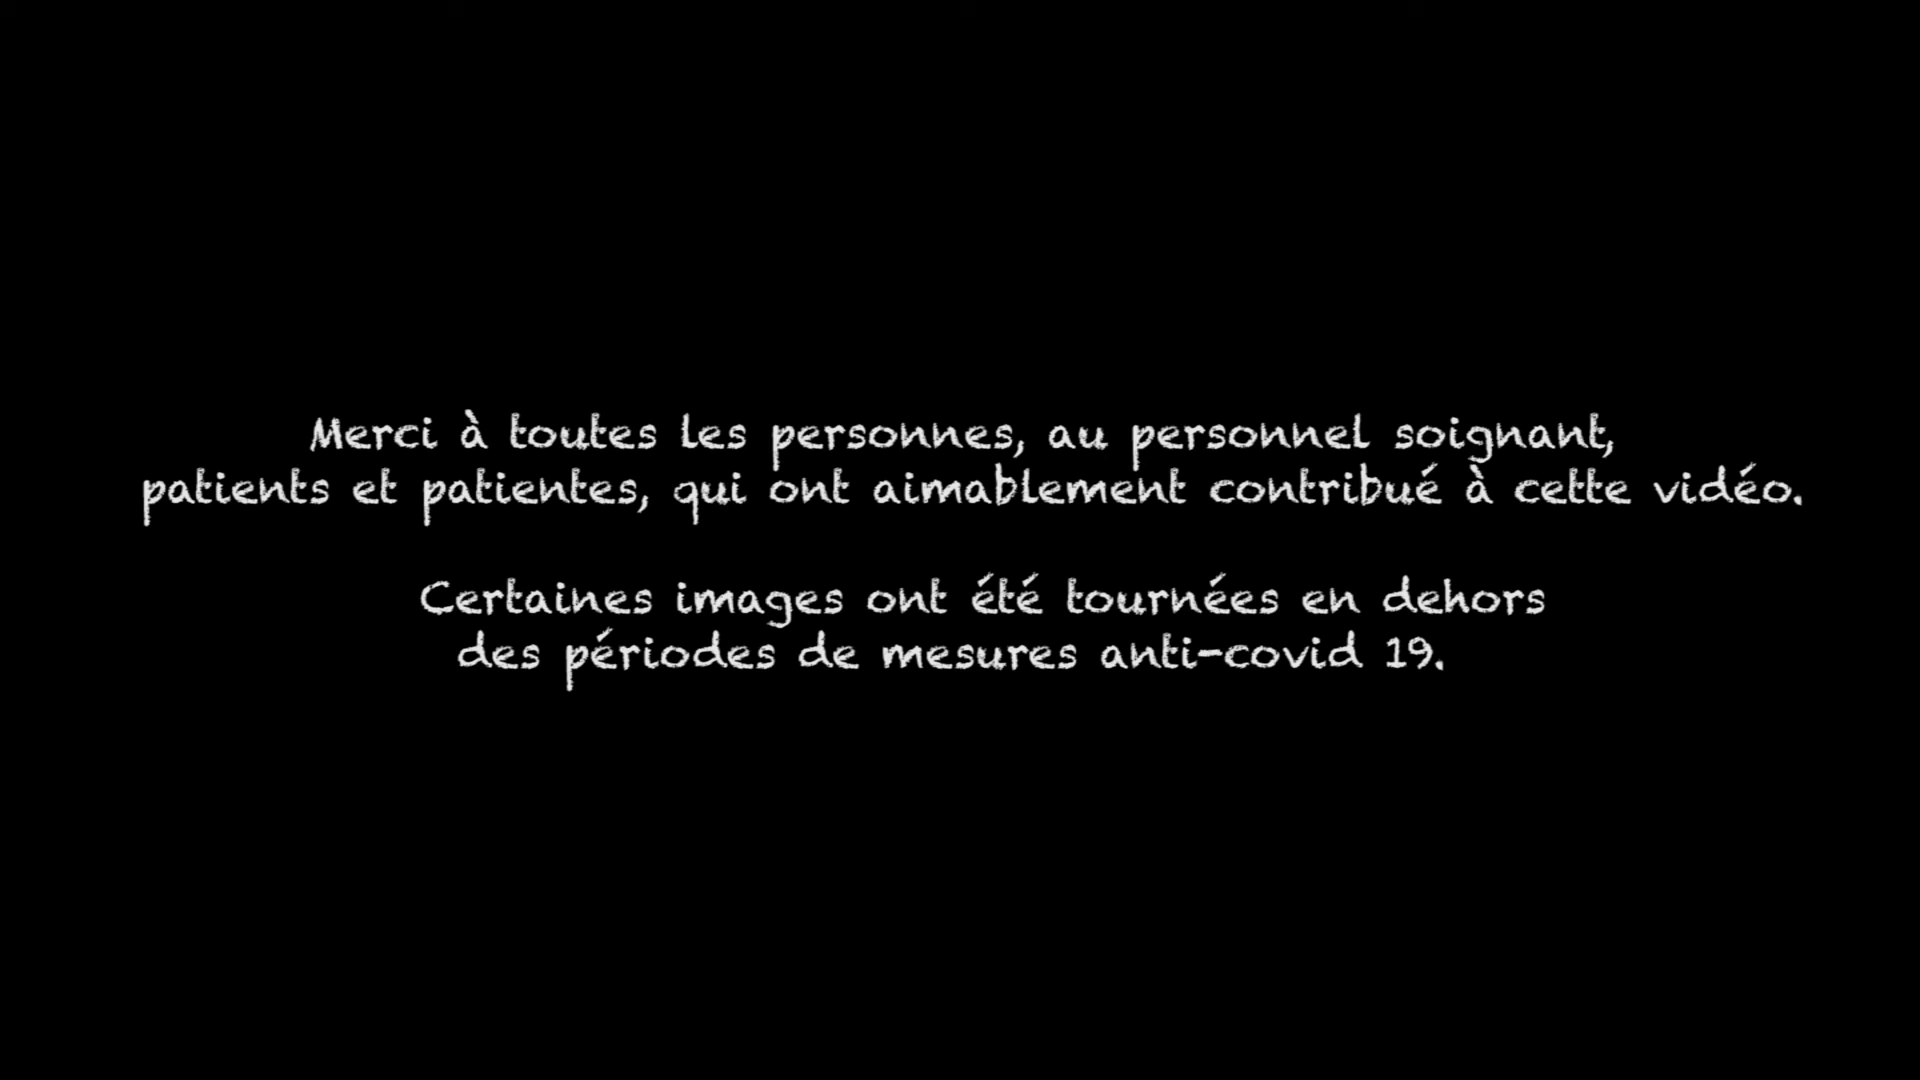 Merci à toutes les personnes, au personnel soignant,
patients et patientes, qui ont aimablement contribué à cette vidéo.
Certaines images ont été tournées en dehors
des périodes de mesures anti-covid 19.